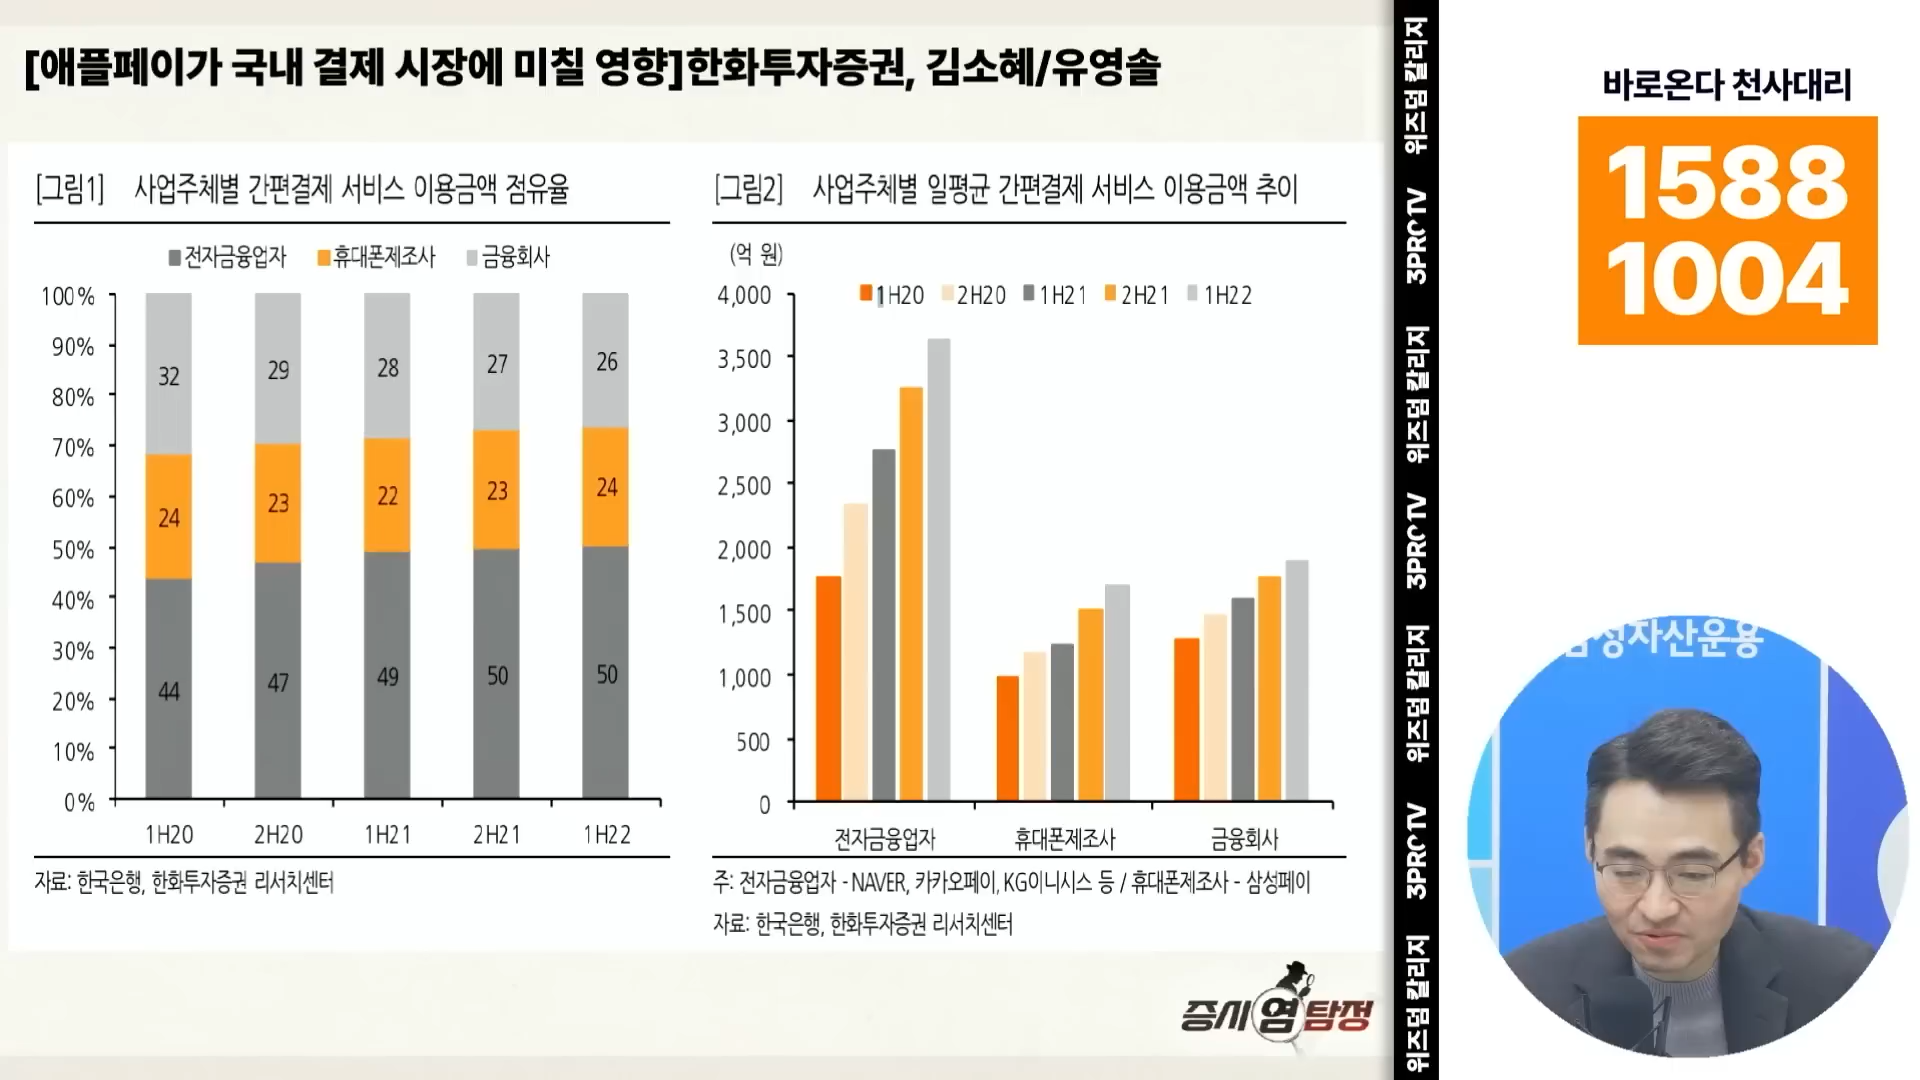 [애플페이가 국내 결제 시장에 미칠 영향]한화투자증권, 김소혜/유영솔
[그림1] 사업주체별 간편결제 서비스 이용금액 점유율
전자금융업자 휴대폰제조사 금융회사
100%
90%
80%
70%
60%
50%
40%
30%
20%
10%
0%
32 29 28 27 26
24 23 22 23 24
44 47 49 50 50
1H20 2H20 1H21 2H21 1H22
자료: 한국은행, 한화투자증권 리서치센터
[그림2] 사업주체별 일평균 간편결제 서비스 이용금액 추이
(억 원)
1H20 2H20 1H21 2H21 1H22
4,000
3,500
3,000
2,500
2,000
1,500
1,000
500
0
전자금융업자 휴대폰제조사 금융회사
주: 전자금융업자 - NAVER, 카카오페이, KG이니시스 등 / 휴대폰제조사 - 삼성페이
자료: 한국은행, 한화투자증권 리서치센터
증시 염 탐정
위즈덤 칼리지
3PROTV
위즈덤 칼리지
3PROTV
위즈덤 칼리지
3PROTV
위즈덤 칼리지
바로온다 천사대리
1588
1004
삼성자산운용